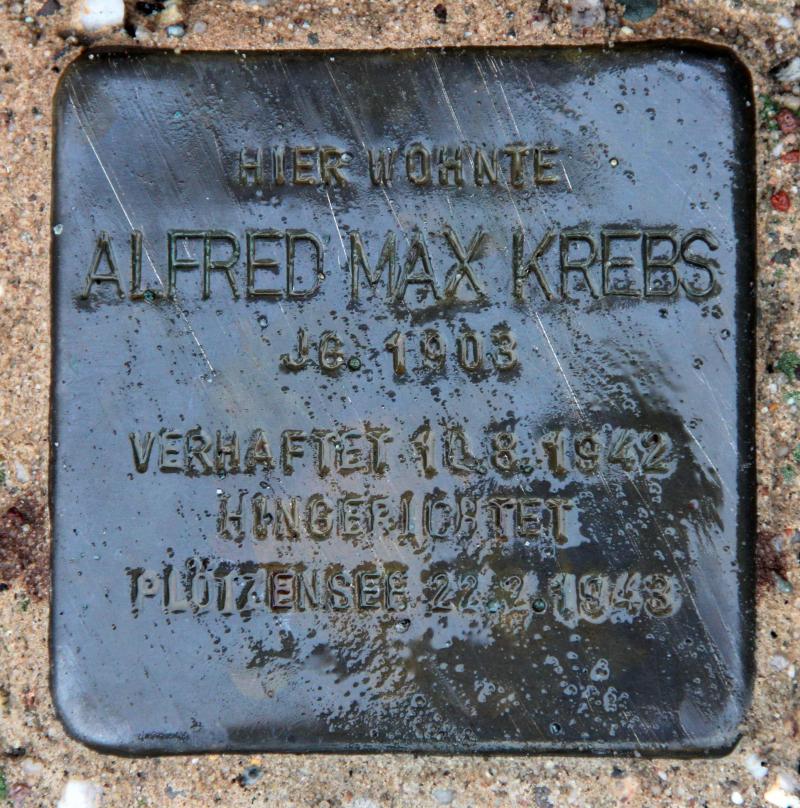 HIER WOHNTE
ALFRED MAX KREBS
JG. 1903
VERHAFTET 10.8.1942
HINGERICHTET
PLÖTZENSEE 22.2.1943